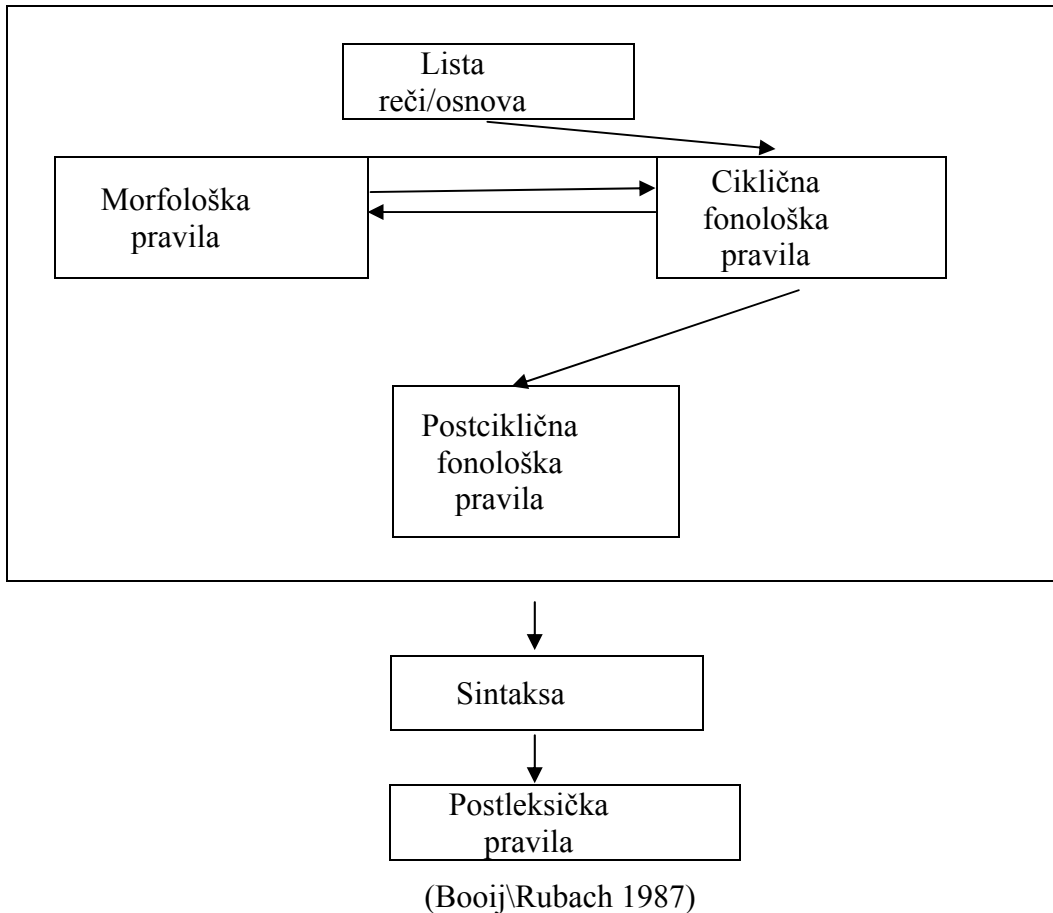 Lista
reči/osnova
Morfološka
pravila
Ciklična
fonološka
pravila
Postciklična
fonološka
pravila
Sintaksa
Postleksička
pravila
(Booij\Rubach 1987)